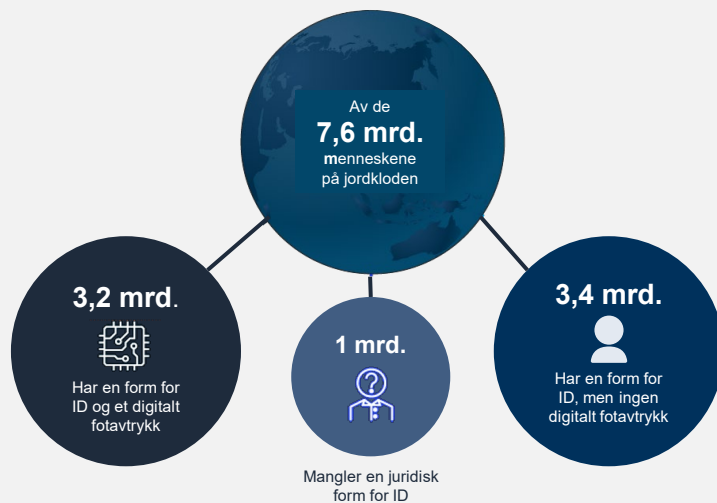 Av de
7,6 mrd.
menneskene
på jordkloden
3,2 mrd.
Har en form for
ID og et digitalt
fotavtrykk
1 mrd.
?
Mangler en juridisk
form for ID
3,4 mrd.
Har en form for
ID, men ingen
digitalt fotavtrykk